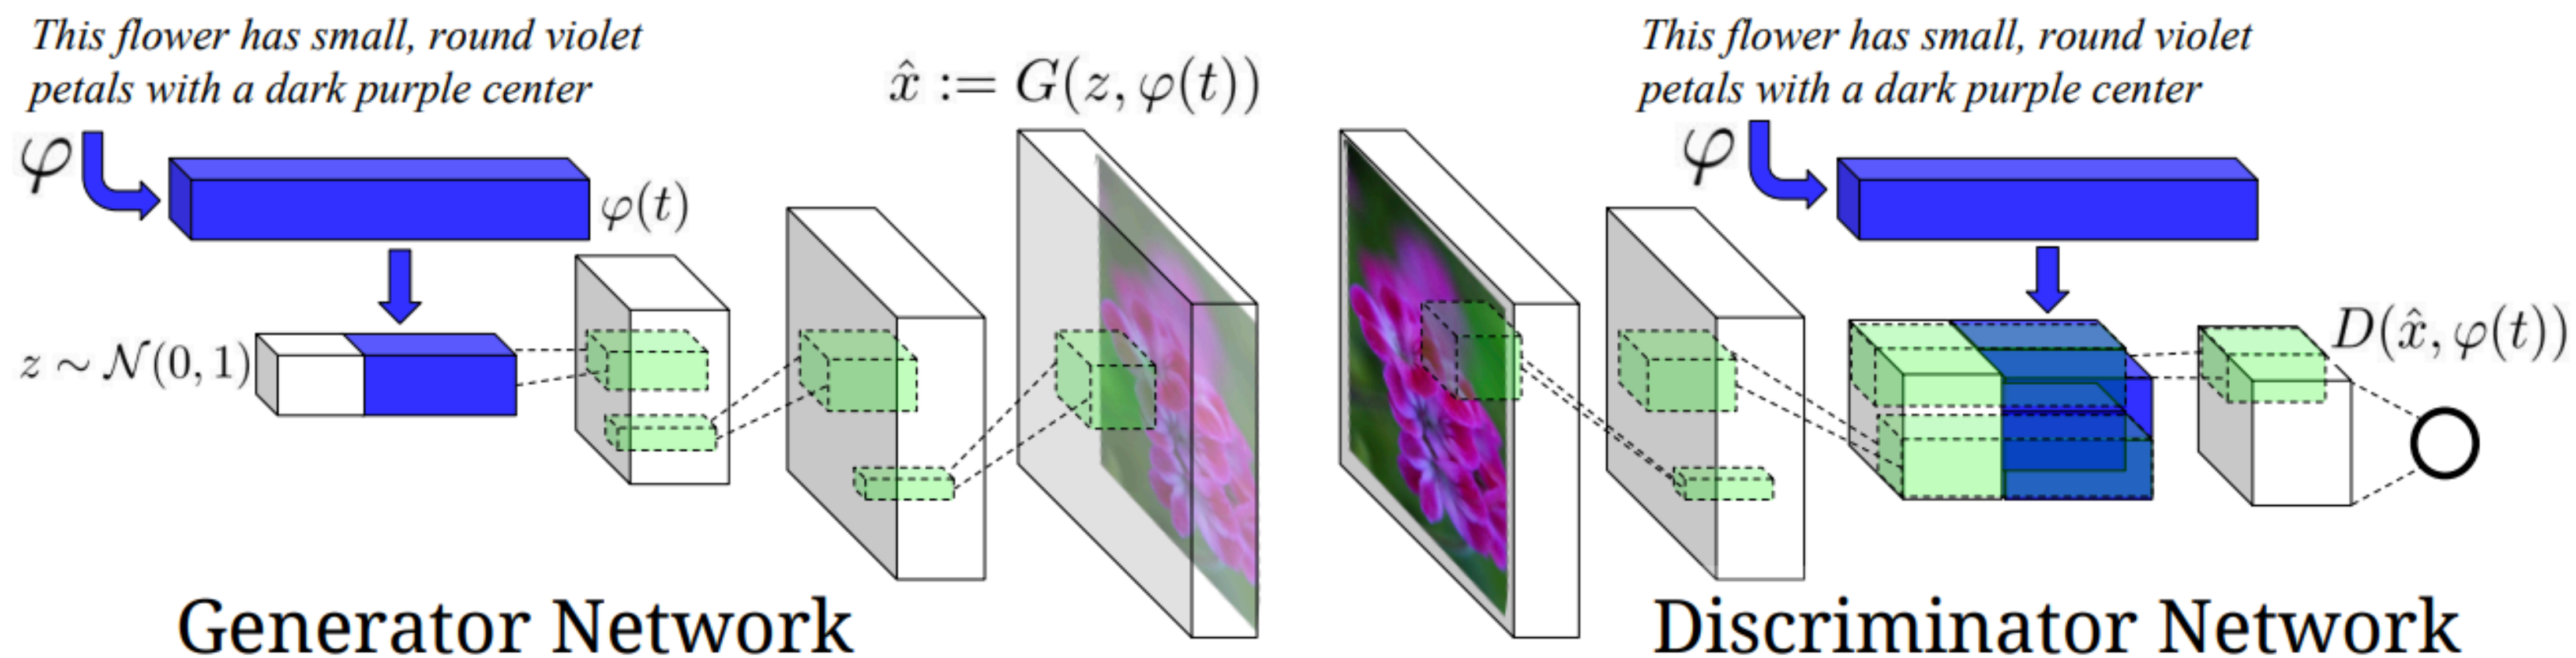 This flower has small, round violet
petals with a dark purple center
φ
φ(t)
z ∼ 𝒩(0, 1)
x̂ := G(z, φ(t))
Generator Network
This flower has small, round violet
petals with a dark purple center
φ
D(x̂, φ(t))
Discriminator Network